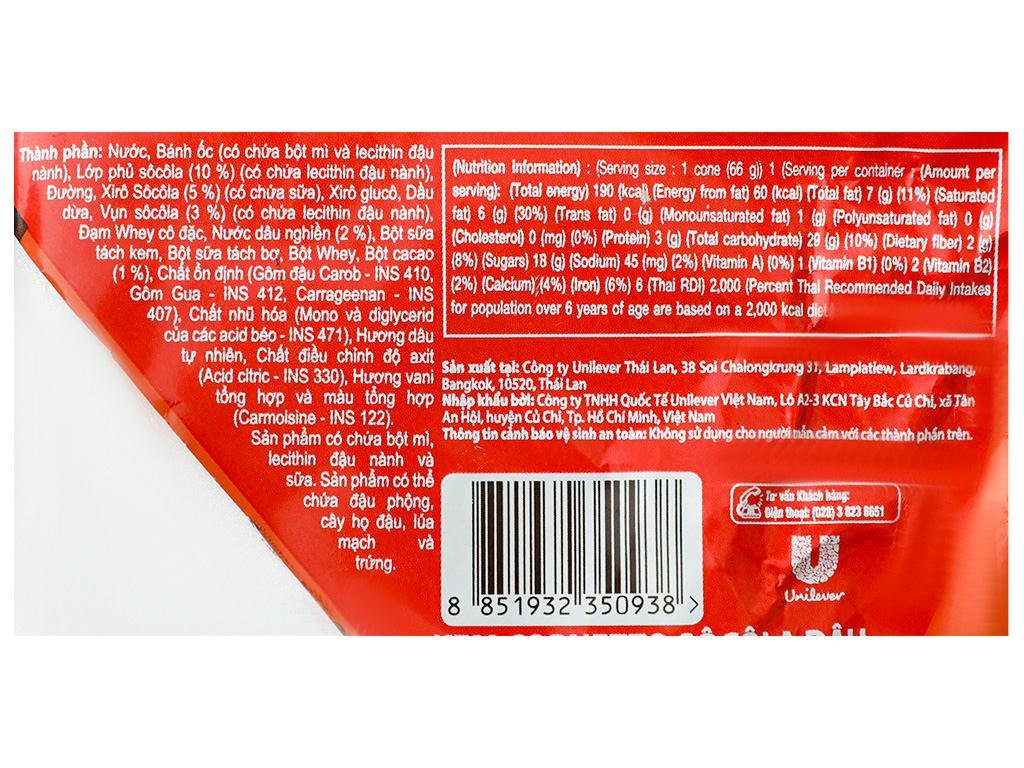 Thành phần: Nước, Bánh ốc (có chứa bột mì và lecithin đậu
nành), Lớp phủ sôcôla (10 %) (có chứa lecithin đậu nành),
Đường, Xirô Sôcôla (5 %) (có chứa sữa), Xirô glucô, Dầu
dừa, Vụn sôcôla (3 %) (có chứa lecithin đậu nành),
Đạm Whey cô đặc, Nước dâu nghiền (2 %), Bột sữa
tách kem, Bột sữa tách bơ, Bột Whey, Bột cacao
(1 %), Chất ổn định (Gôm đậu Carob - INS 410,
Gôm Gua - INS 412, Carrageenan - INS
407), Chất nhũ hóa (Mono và diglycerid
của các acid béo - INS 471), Hương dâu
tự nhiên, Chất điều chỉnh độ axit
(Acid citric - INS 330), Hương vani
tổng hợp và màu tổng hợp
(Carmoisine - INS 122).
Sản phẩm có chứa bột mì,
lecithin đậu nành và
sữa. Sản phẩm có thể
chứa đậu phộng,
cây họ đậu, lúa
mạch và
trứng.
(Nutrition Information) : (Serving size : 1 cone (66 g)) 1 (Serving per container : (Amount per
serving): (Total energy) 190 (kcal) (Energy from fat) 60 (kcal) (Total fat) 7 (g) (11%) (Saturated
fat) 6 (g) (30%) (Trans fat) 0 (g) (Monounsaturated fat) 1 (g) (Polyunsaturated fat) 0 (g)
(Cholesterol) 0 (mg) (0%) (Protein) 3 (g) (Total carbohydrate) 29 (g) (10%) (Dietary fiber) 2 (g)
(8%) (Sugars) 18 (g) (Sodium) 45 (mg) (2%) (Vitamin A) (0%) 1 (Vitamin B1) (0%) 2 (Vitamin B2)
(2%) (Calcium) (4%) (Iron) (6%) 6 (Thai RDI) 2,000 (Percent Thai Recommended Daily Intakes
for population over 6 years of age are based on a 2,000 kcal diet
Sản xuất tại: Công ty Unilever Thái Lan, 38 Soi Chalongkrung 31, Lamplatiew, Lardkrabang,
Bangkok, 10520, Thái Lan
Nhập khẩu bởi: Công ty TNHH Quốc Tế Unilever Việt Nam, Lô A2-3 KCN Tây Bắc Củ Chi, xã Tân
An Hội, huyện Củ Chi, Tp. Hồ Chí Minh, Việt Nam
Thông tin cảnh báo vệ sinh an toàn: Không sử dụng cho người mẫn cảm với các thành phần trên.
Tư vấn Khách hàng:
Điện thoại: (028) 3 823 6651
Unilever
8 851932 350938 >